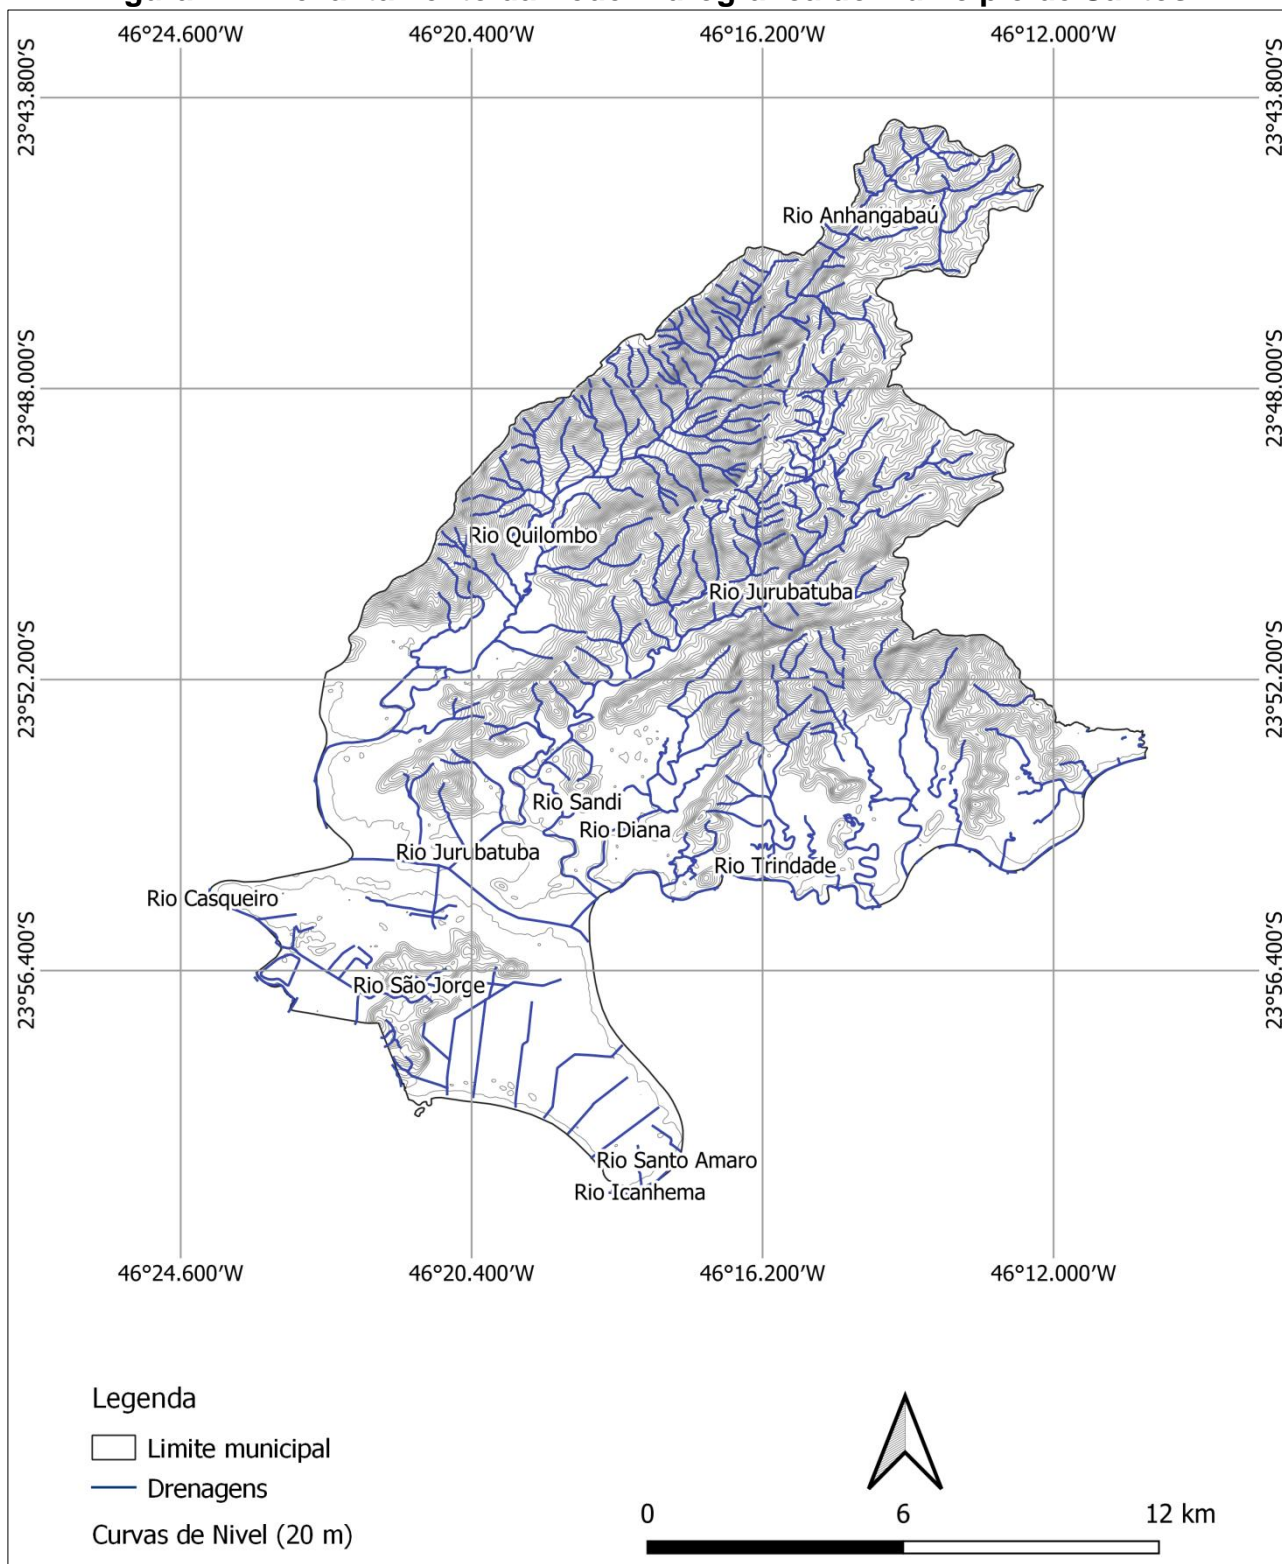 46°24.600'W 46°20.400'W 46°16.200'W 46°12.000'W
23°43.800'S 23°43.800'S
Rio Anhangabaú
23°48.000'S 23°48.000'S
Rio Quilombo
Rio Jurubatuba
23°52.200'S 23°52.200'S
Rio Sandi
Rio Diana
Rio Jurubatuba
Rio Trindade
Rio Casqueiro
23°56.400'S 23°56.400'S
Rio São Jorge
Rio Santo Amaro
Rio Icanhema
46°24.600'W 46°20.400'W 46°16.200'W 46°12.000'W
Legenda
Limite municipal
Drenagens
Curvas de Nivel (20 m)
0 6 12 km